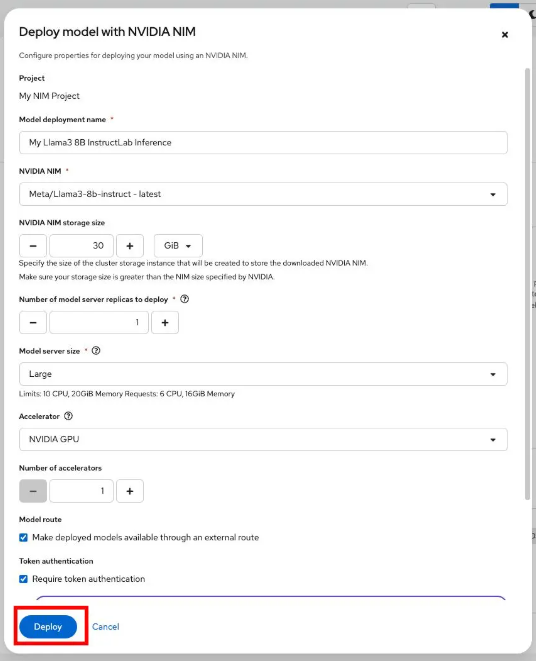 Deploy model with NVIDIA NIM
Configure properties for deploying your model using an NVIDIA NIM.
Project
My NIM Project
Model deployment name *
My Llama3 8B InstructLab Inference
NVIDIA NIM *
Meta/Llama3-8b-instruct - latest
NVIDIA NIM storage size
30 GiB
Specify the size of the cluster storage instance that will be created to store the downloaded NVIDIA NIM.
Make sure your storage size is greater than the NIM size specified by NVIDIA.
Number of model server replicas to deploy *
1
Model server size *
Large
Limits: 10 CPU, 20GiB Memory Requests: 6 CPU, 16GiB Memory
Accelerator
NVIDIA GPU
Number of accelerators
1
Model route
Make deployed models available through an external route
Token authentication
Require token authentication
Deploy Cancel